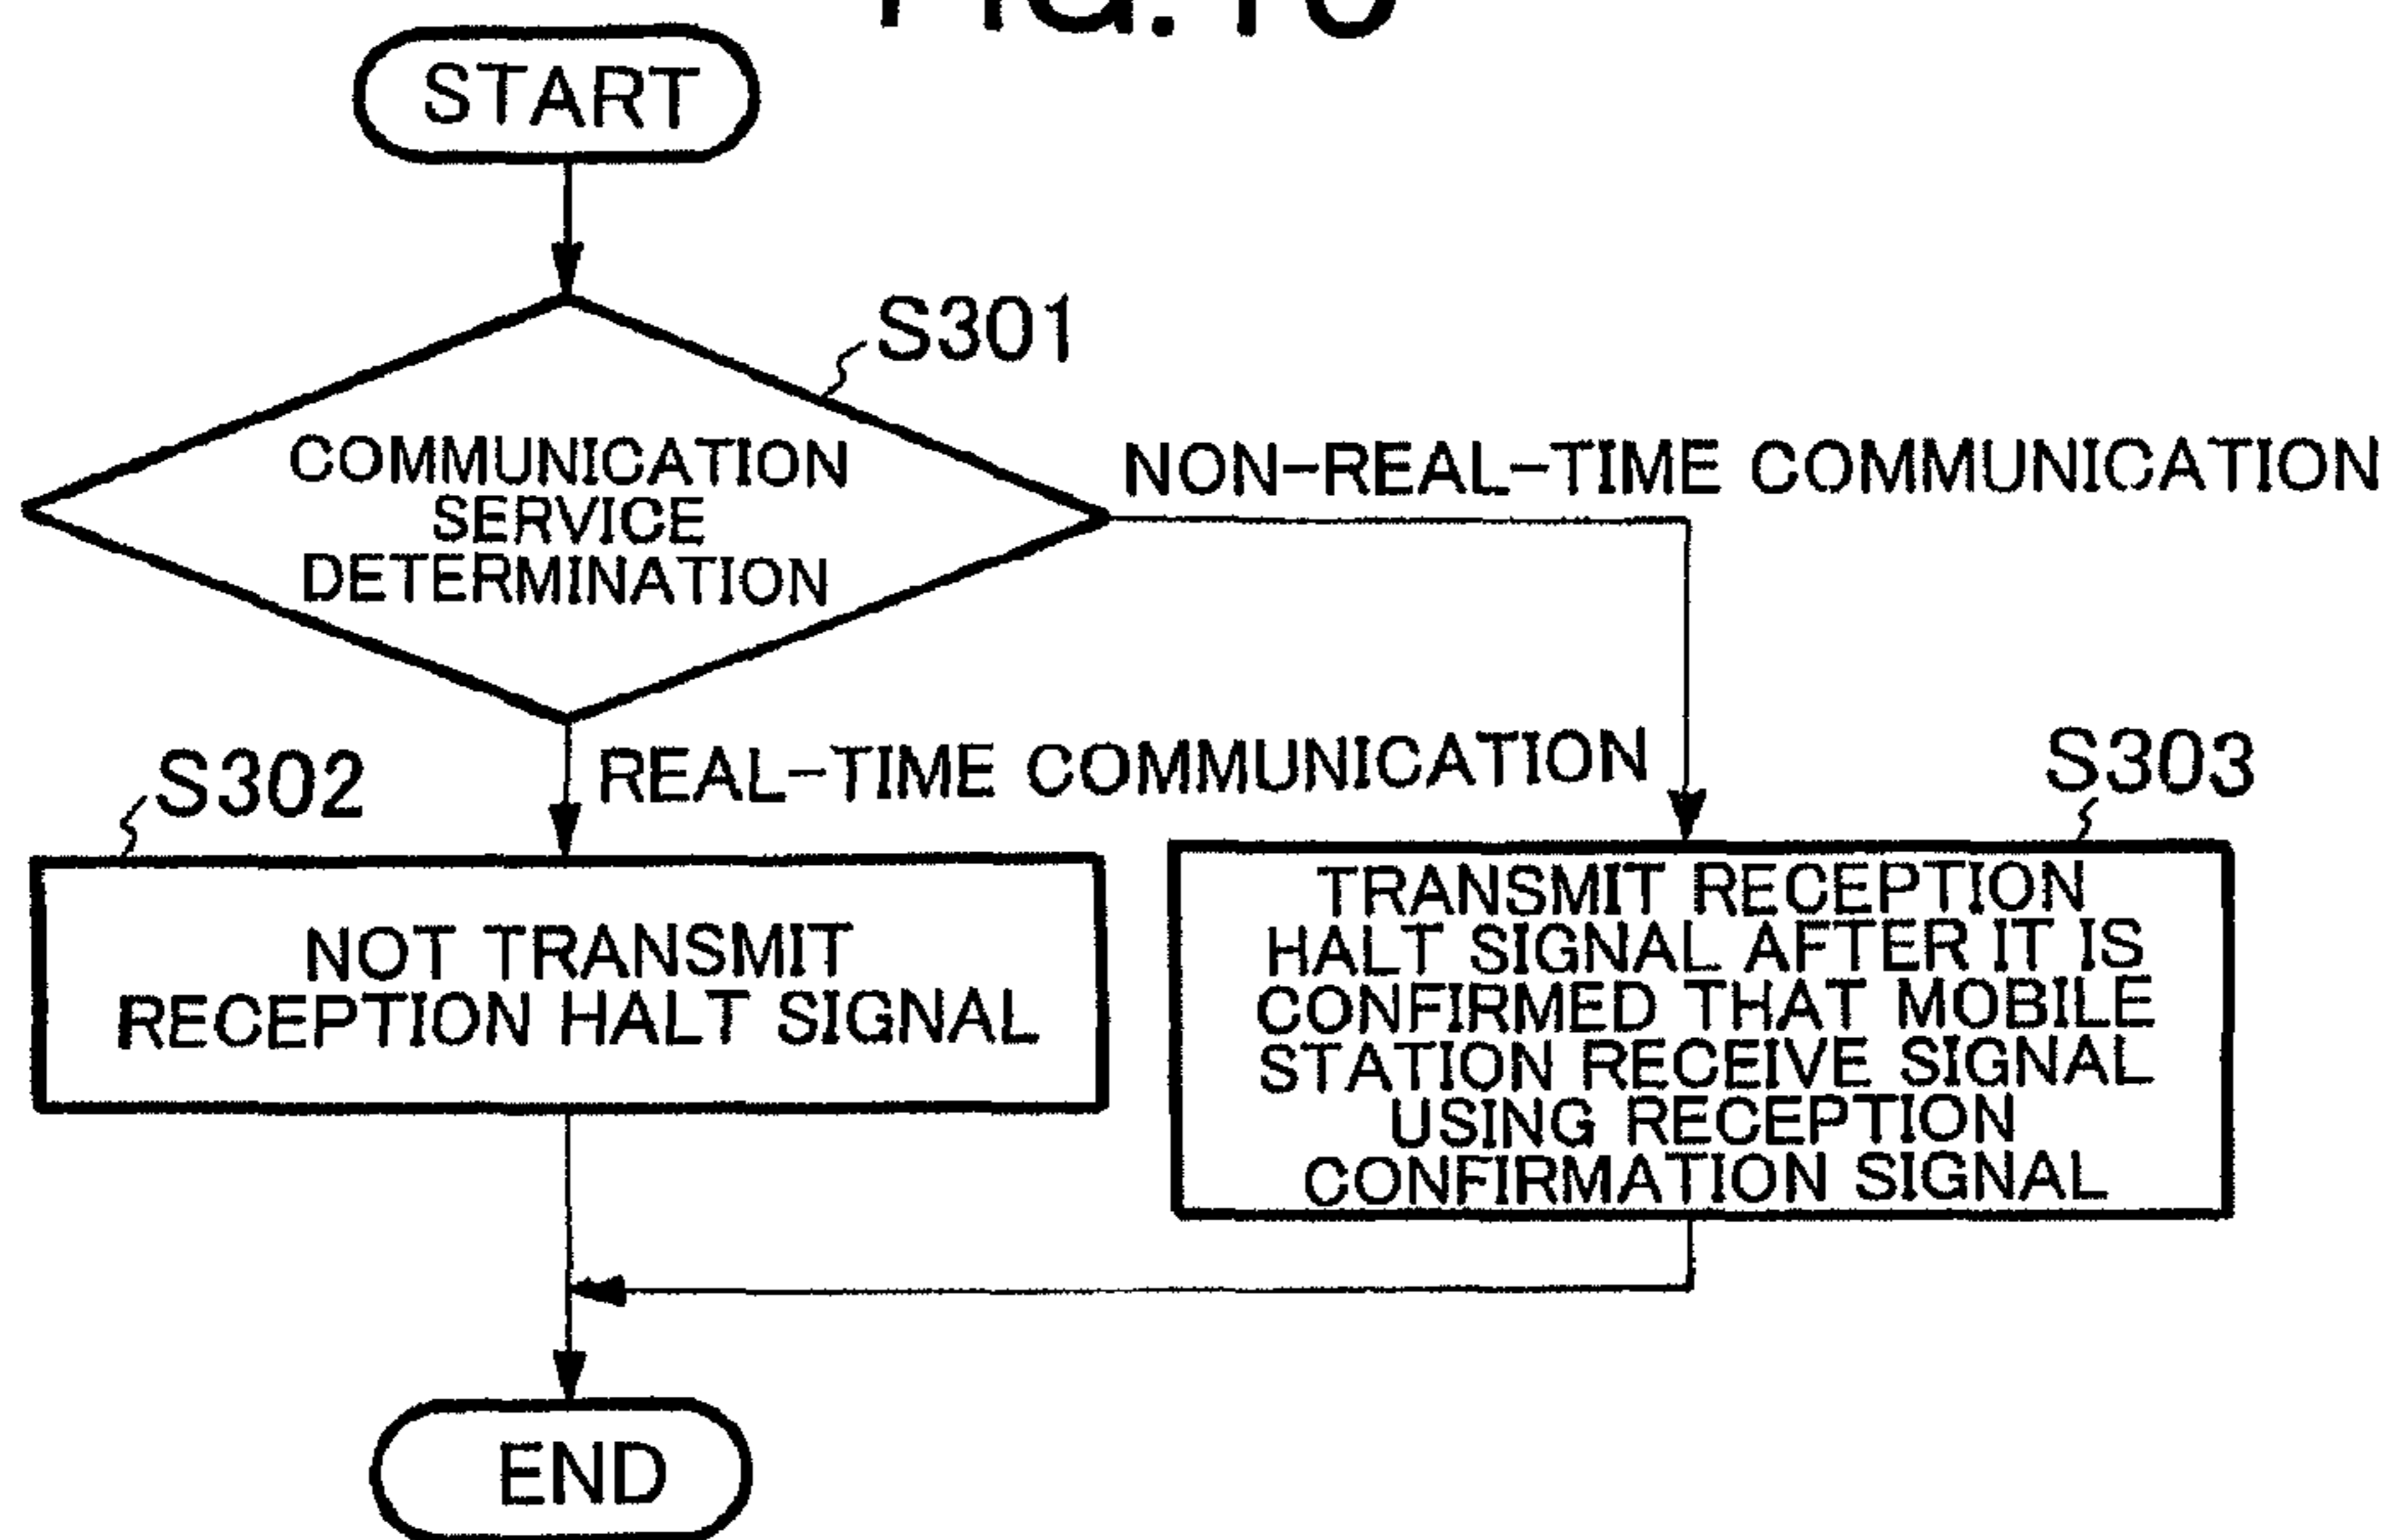 START
S301
COMMUNICATION
SERVICE
DETERMINATION
NON-REAL-TIME COMMUNICATION
REAL-TIME COMMUNICATION
S302
NOT TRANSMIT
RECEPTION HALT SIGNAL
S303
TRANSMIT RECEPTION
HALT SIGNAL AFTER IT IS
CONFIRMED THAT MOBILE
STATION RECEIVE SIGNAL
USING RECEPTION
CONFIRMATION SIGNAL
END